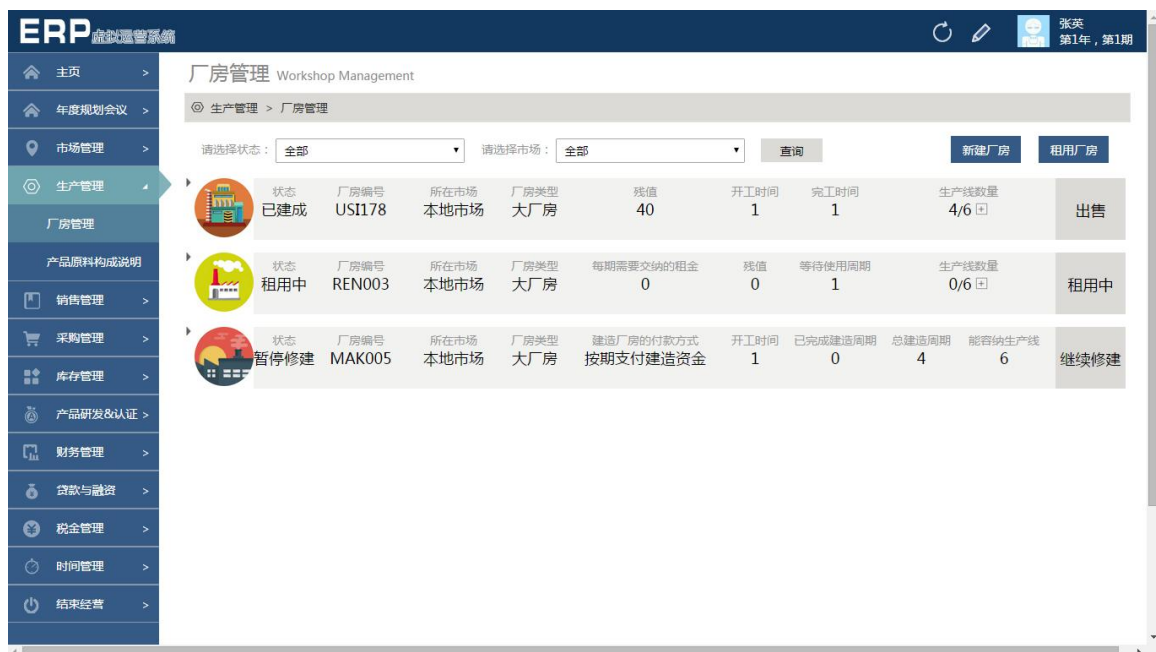 ERP虚拟运营系统
张英
第1年，第1期
主页 >
年度规划会议 >
市场管理 >
生产管理
厂房管理
产品原料构成说明
销售管理 >
采购管理 >
库存管理 >
产品研发&认证 >
财务管理 >
贷款与融资 >
税金管理 >
时间管理 >
结束经营 >
厂房管理 Workshop Management
生产管理 > 厂房管理
请选择状态： 全部 请选择市场： 全部 查询 新建厂房 租用厂房
状态 厂房编号 所在市场 厂房类型 残值 开工时间 完工时间 生产线数量
已建成 USI178 本地市场 大厂房 40 1 1 4/6 + 出售
状态 厂房编号 所在市场 厂房类型 每期需要交纳的租金 残值 等待使用周期 生产线数量
租用中 REN003 本地市场 大厂房 0 0 1 0/6 + 租用中
状态 厂房编号 所在市场 厂房类型 建造厂房的付款方式 开工时间 已完成建造周期 总建造周期 能容纳生产线
暂停修建 MAK005 本地市场 大厂房 按期支付建造资金 1 0 4 6 继续修建